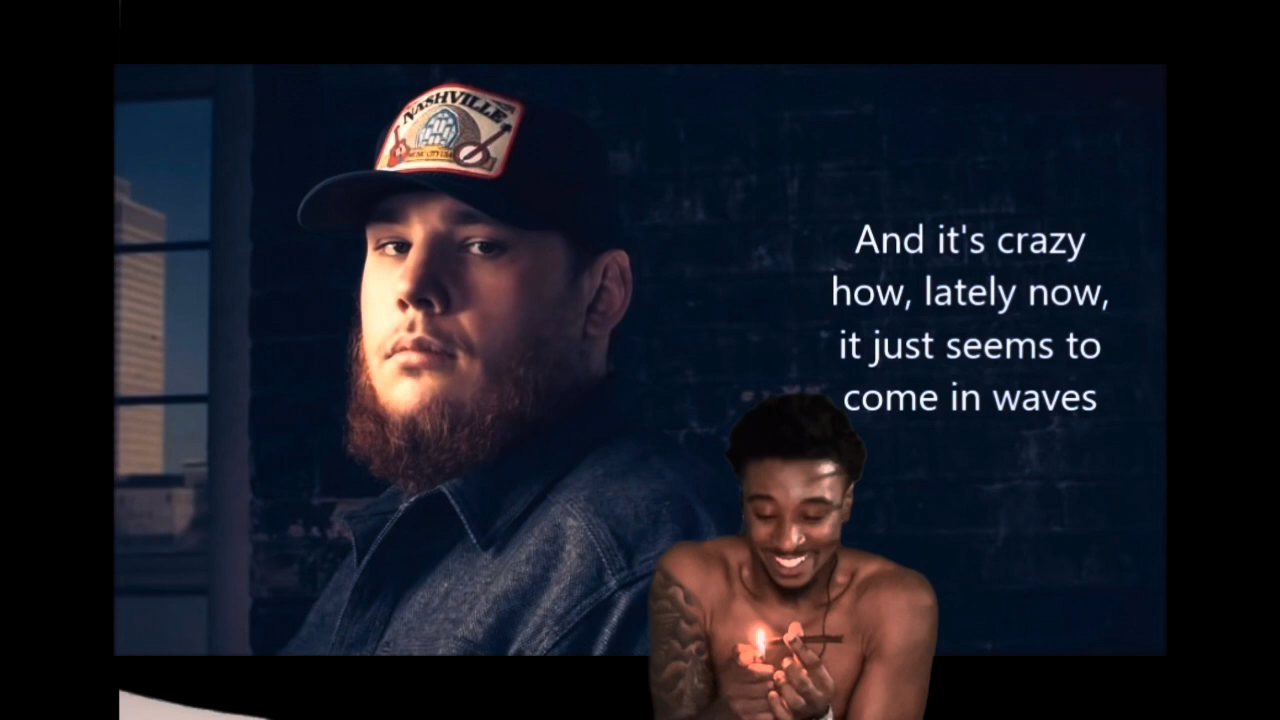 NASHVILLE
And it's crazy
how, lately now,
it just seems to
come in waves